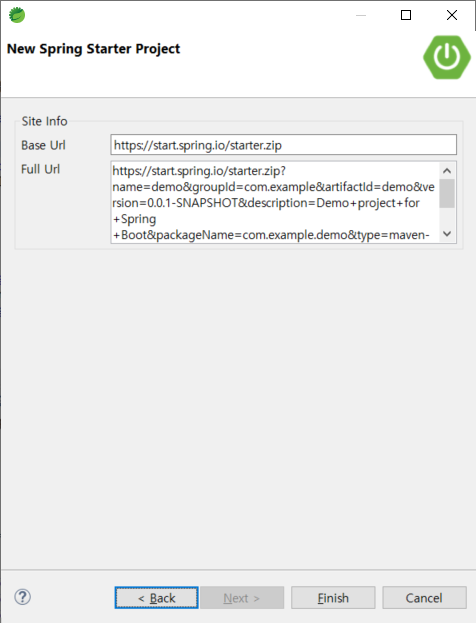 New Spring Starter Project
Site Info
Base Url
https://start.spring.io/starter.zip
Full Url
https://start.spring.io/starter.zip?
name=demo&groupId=com.example&artifactId=demo&ve
rsion=0.0.1-SNAPSHOT&description=Demo+project+for
+Spring
+Boot&packageName=com.example.demo&type=maven-
?
< Back
Next >
Finish
Cancel